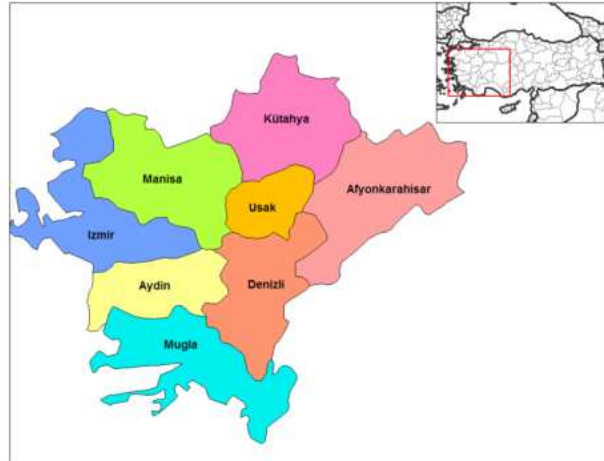 Kütahya
Manisa
Afyonkarahisar
Usak
Izmir
Aydin
Denizli
Mugla